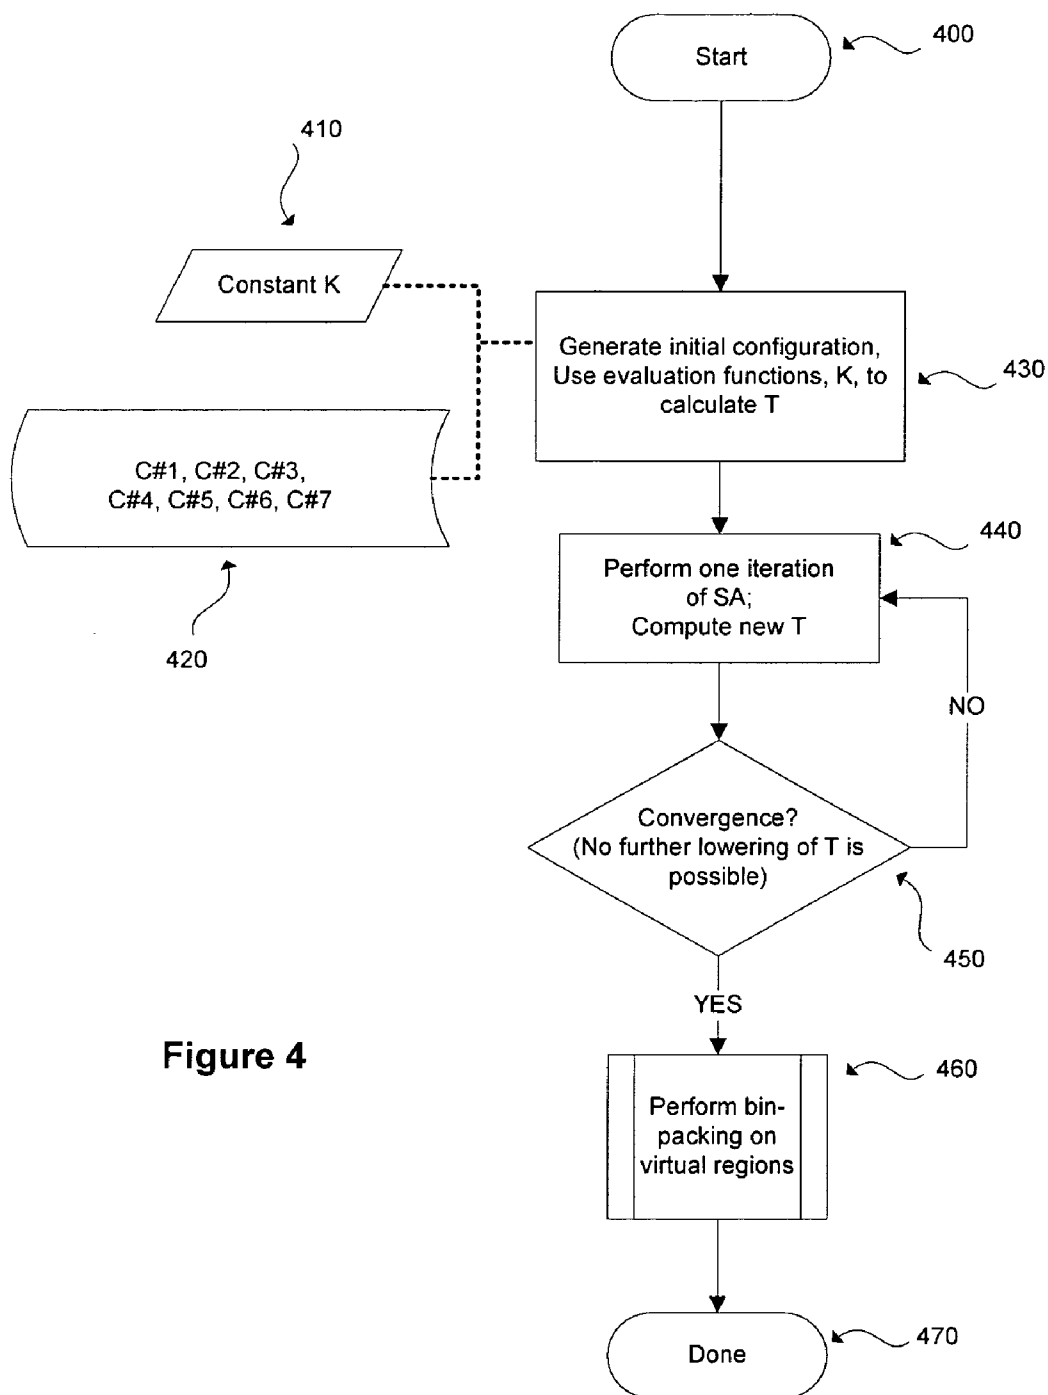 Start
400
410
Constant K
Generate initial configuration,
Use evaluation functions, K, to
calculate T
430
C#1, C#2, C#3,
C#4, C#5, C#6, C#7
420
440
Perform one iteration
of SA;
Compute new T
NO
Convergence?
(No further lowering of T is
possible)
450
YES
Figure 4
460
Perform bin-
packing on
virtual regions
470
Done